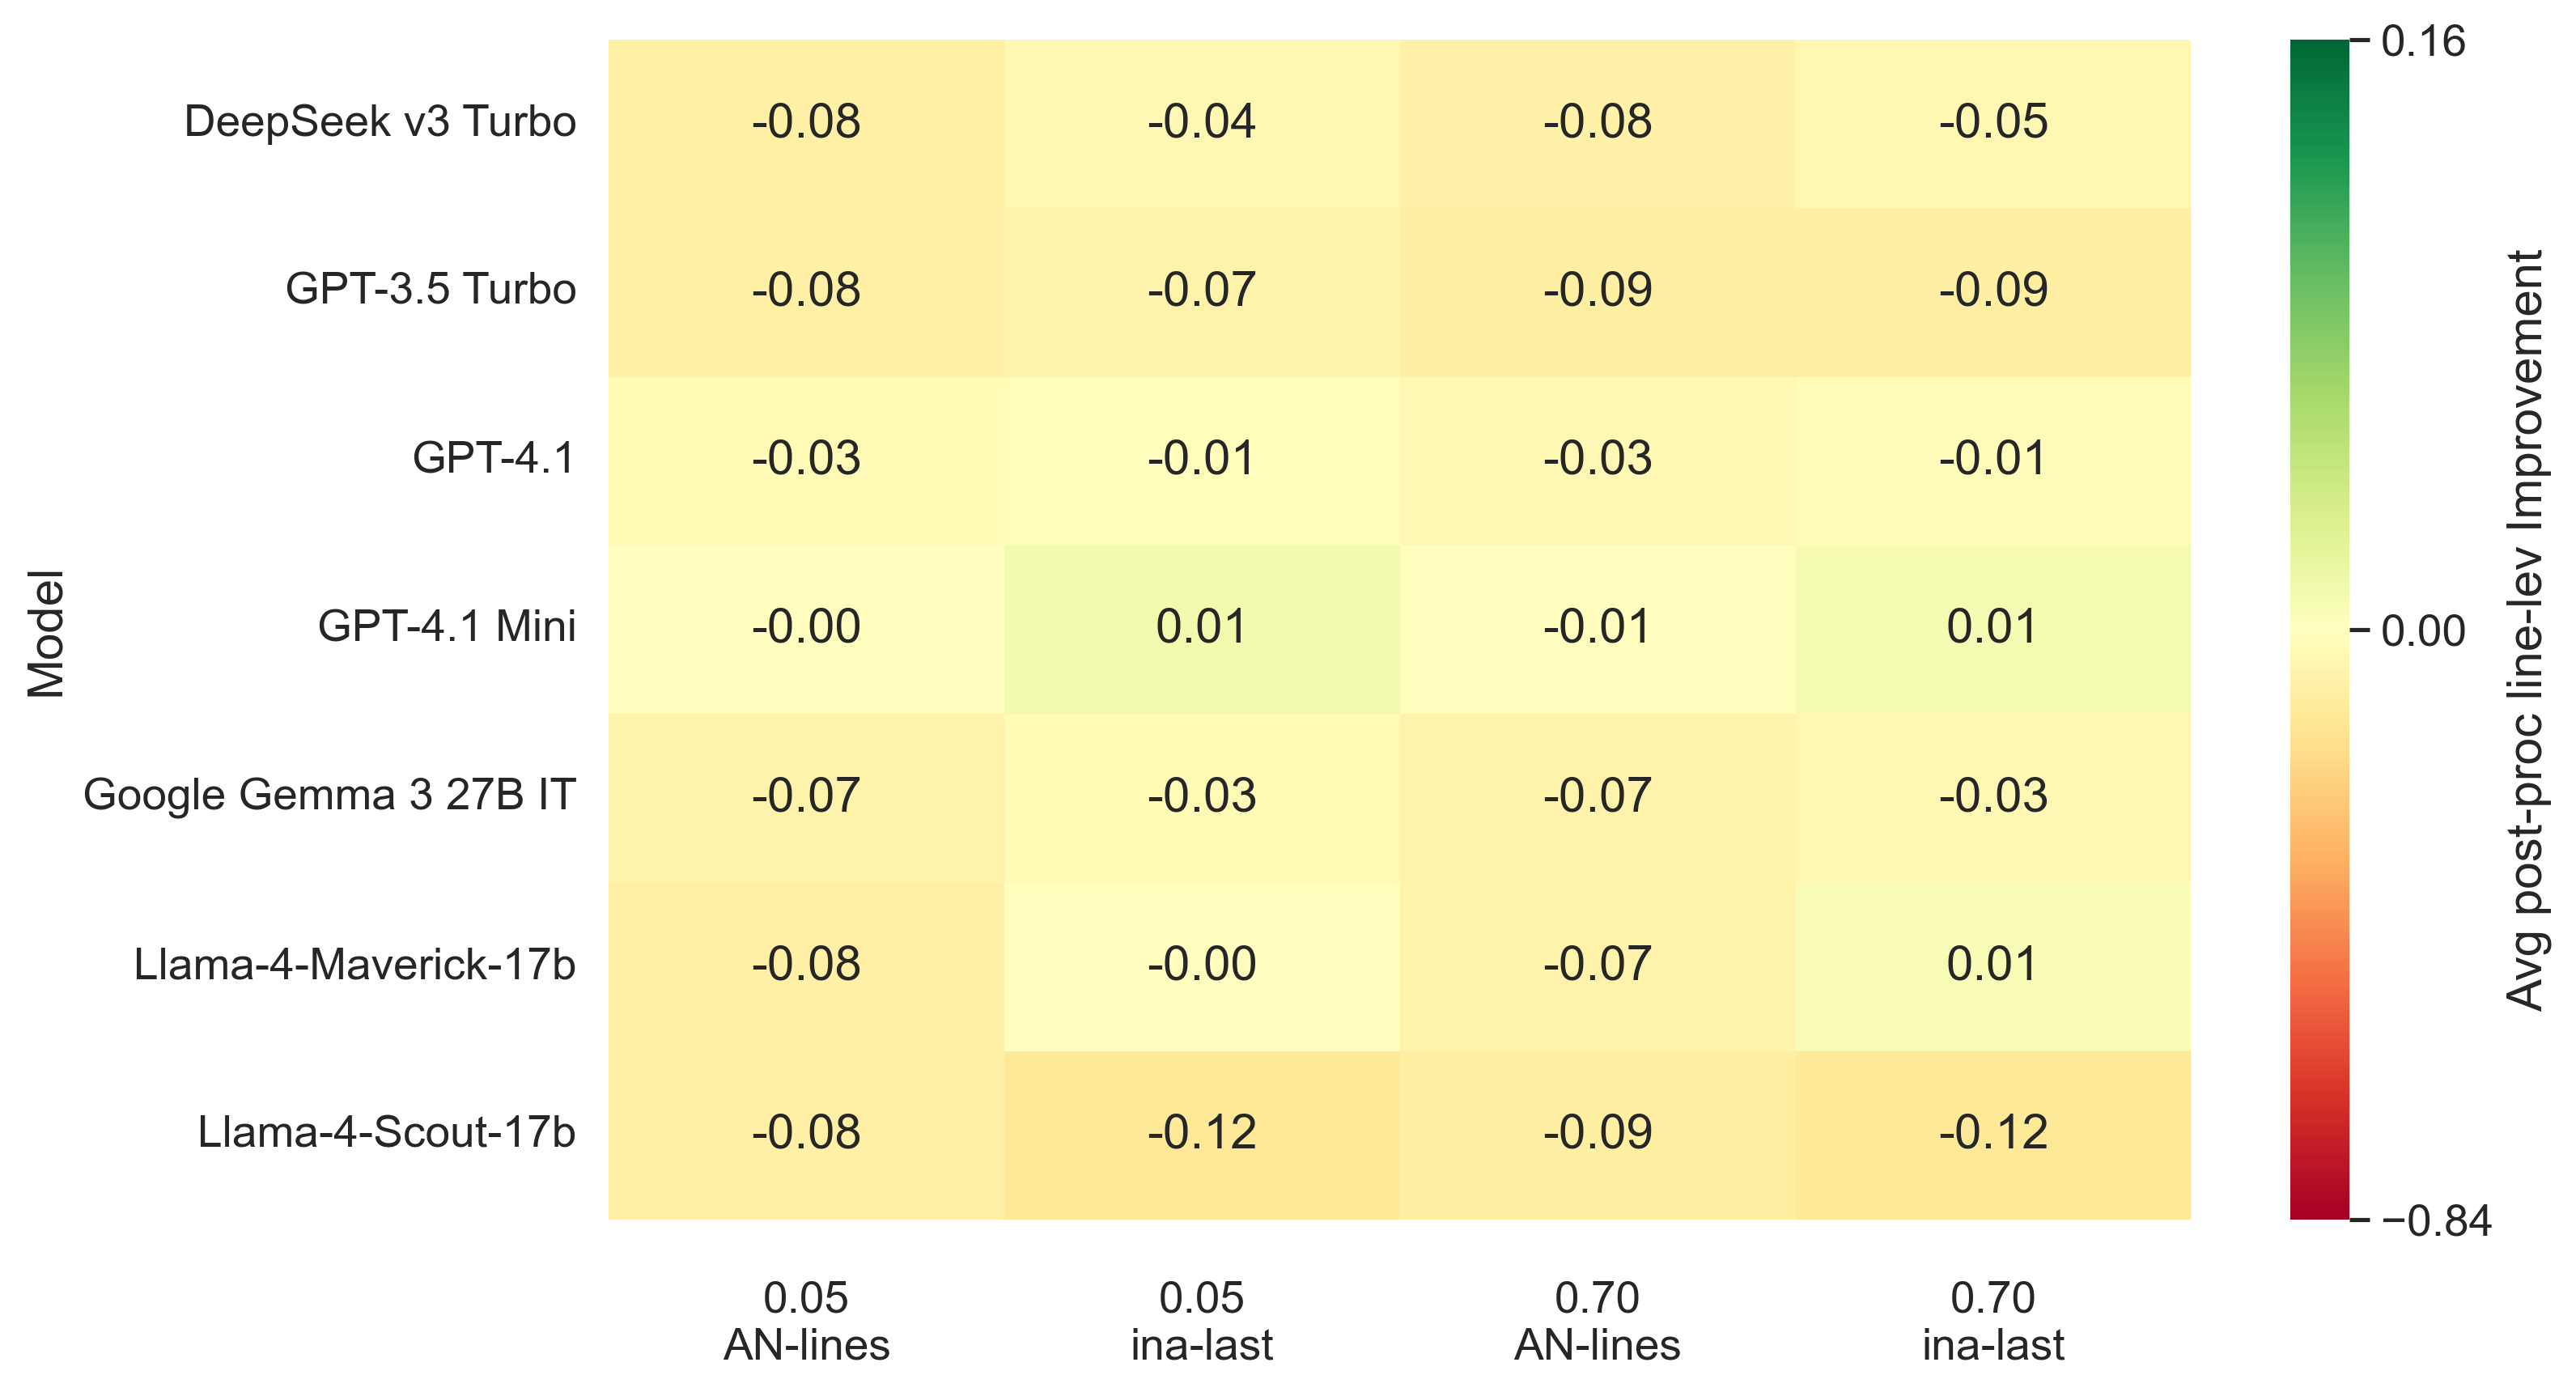 DeepSeek v3 Turbo -0.08 -0.04 -0.08 -0.05
GPT-3.5 Turbo -0.08 -0.07 -0.09 -0.09
GPT-4.1 -0.03 -0.01 -0.03 -0.01
GPT-4.1 Mini -0.00 0.01 -0.01 0.01
Google Gemma 3 27B IT -0.07 -0.03 -0.07 -0.03
Llama-4-Maverick-17b -0.08 -0.00 -0.07 0.01
Llama-4-Scout-17b -0.08 -0.12 -0.09 -0.12
0.05 0.05 0.70 0.70
AN-lines ina-last AN-lines ina-last
Model
0.16
0.00
−0.84
Avg post-proc line-lev Improvement